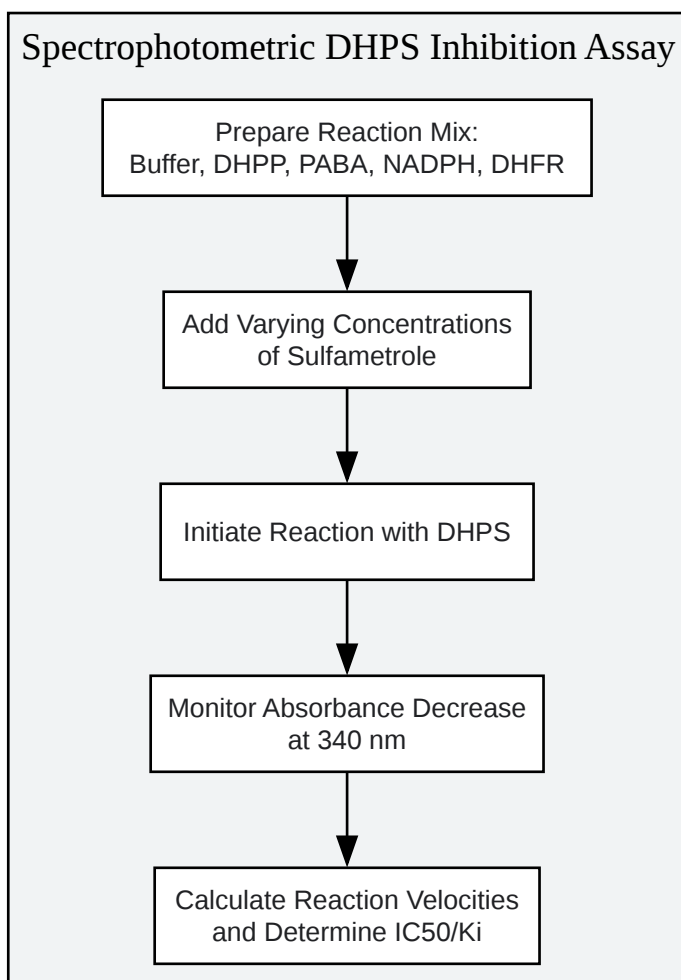 Spectrophotometric DHPS Inhibition Assay
Prepare Reaction Mix:
Buffer, DHPP, PABA, NADPH, DHFR
Add Varying Concentrations
of Sulfametrole
Initiate Reaction with DHPS
Monitor Absorbance Decrease
at 340 nm
Calculate Reaction Velocities
and Determine IC50/Ki